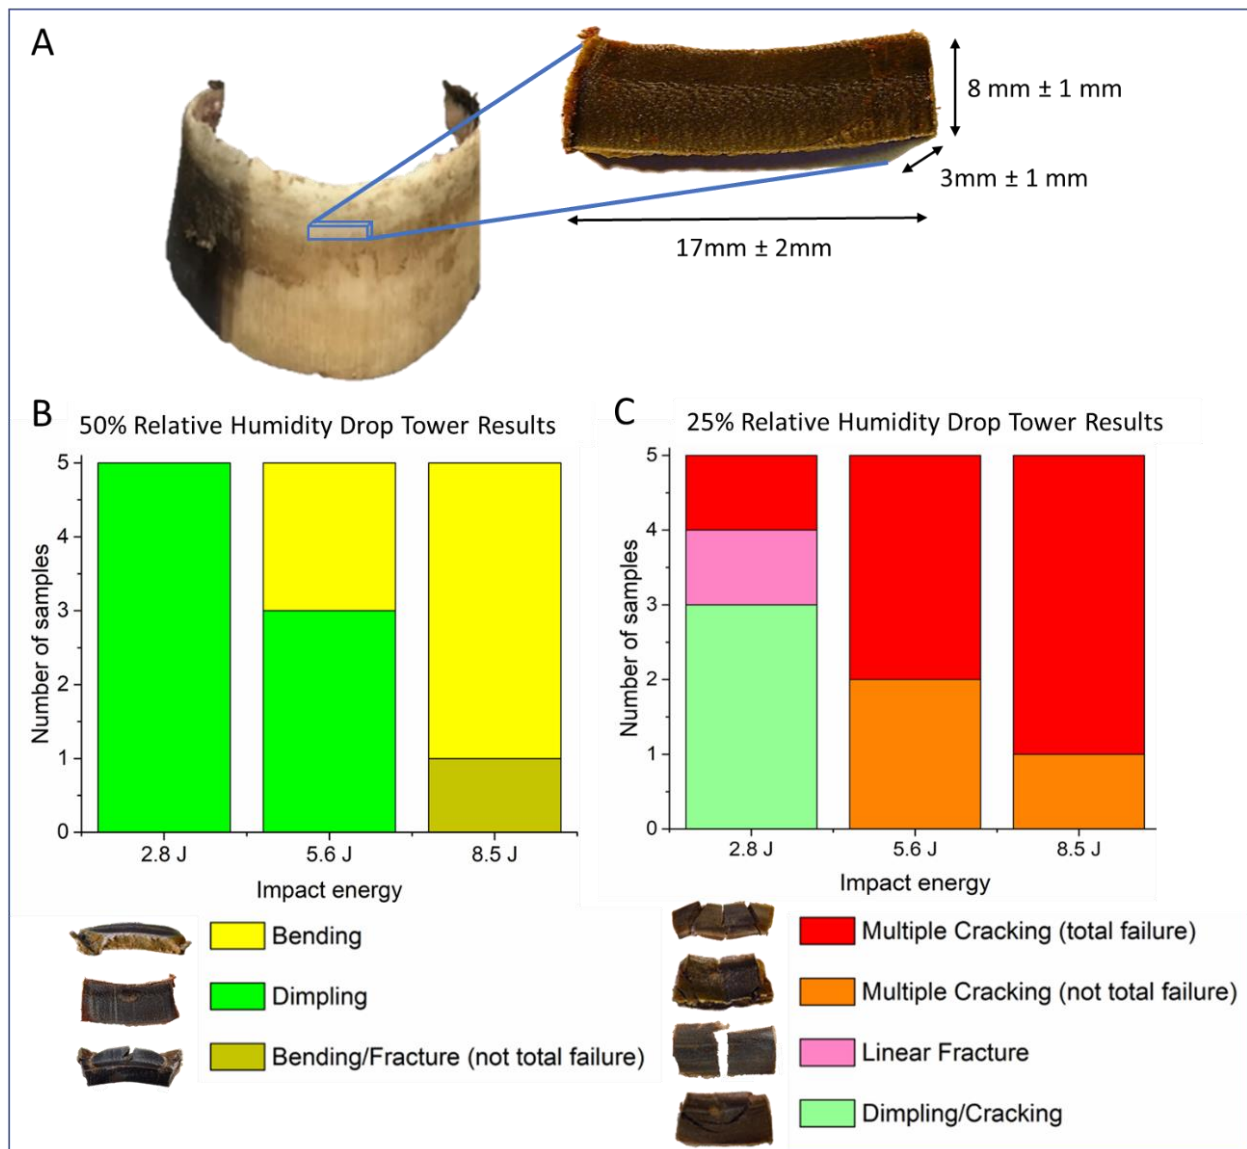 A
8 mm ± 1 mm
3mm ± 1 mm
17mm ± 2mm
B
50% Relative Humidity Drop Tower Results
5
4
3
2
1
0
Number of samples
2.8 J
5.6 J
8.5 J
Impact energy
Bending
Dimpling
Bending/Fracture (not total failure)
C
25% Relative Humidity Drop Tower Results
5
4
3
2
1
0
Number of samples
2.8 J
5.6 J
8.5 J
Impact energy
Multiple Cracking (total failure)
Multiple Cracking (not total failure)
Linear Fracture
Dimpling/Cracking